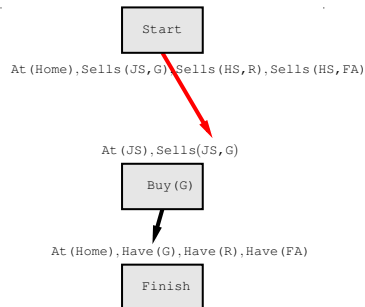 Start
At(Home),Sells(JS,G),Sells(HS,R),Sells(HS,FA)
At(JS),Sells(JS,G)
Buy(G)
At(Home),Have(G),Have(R),Have(FA)
Finish